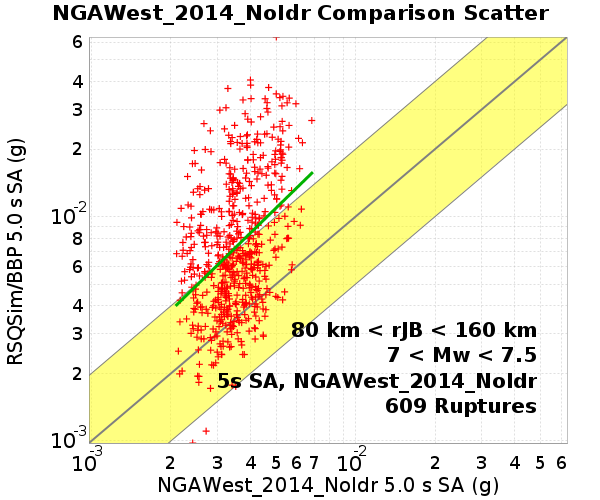 NGAWest_2014_NoIdr Comparison Scatter
RSQSim/BBP 5.0 s SA (g)
6
4
3
2
10-2
8
6
4
3
2
10-3
80 km < rJB < 160 km
7 < Mw < 7.5
5s SA, NGAWest_2014_NoIdr
609 Ruptures
10-3 2 3 4 5 6 7 10-2 2 3 4 5 6
NGAWest_2014_NoIdr 5.0 s SA (g)